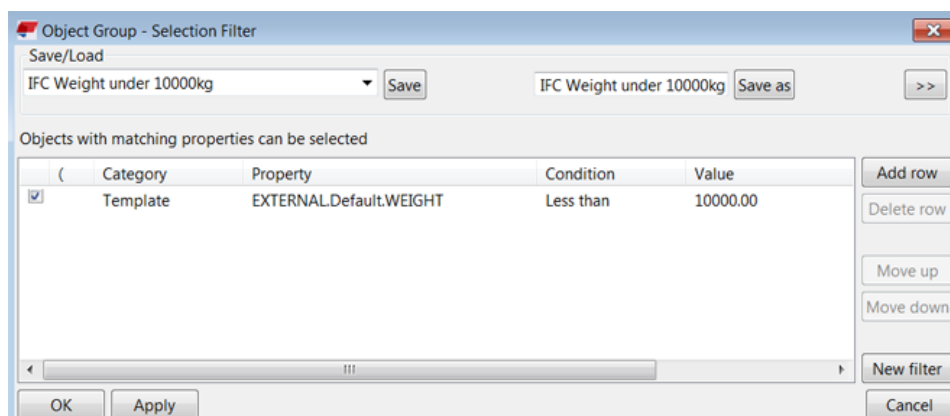 Object Group - Selection Filter
Save/Load
IFC Weight under 10000kg Save IFC Weight under 10000kg Save as >>
Objects with matching properties can be selected
( Category Property Condition Value Add row
Template EXTERNAL.Default.WEIGHT Less than 10000.00
Delete row
Move up
Move down
New filter
OK Apply Cancel